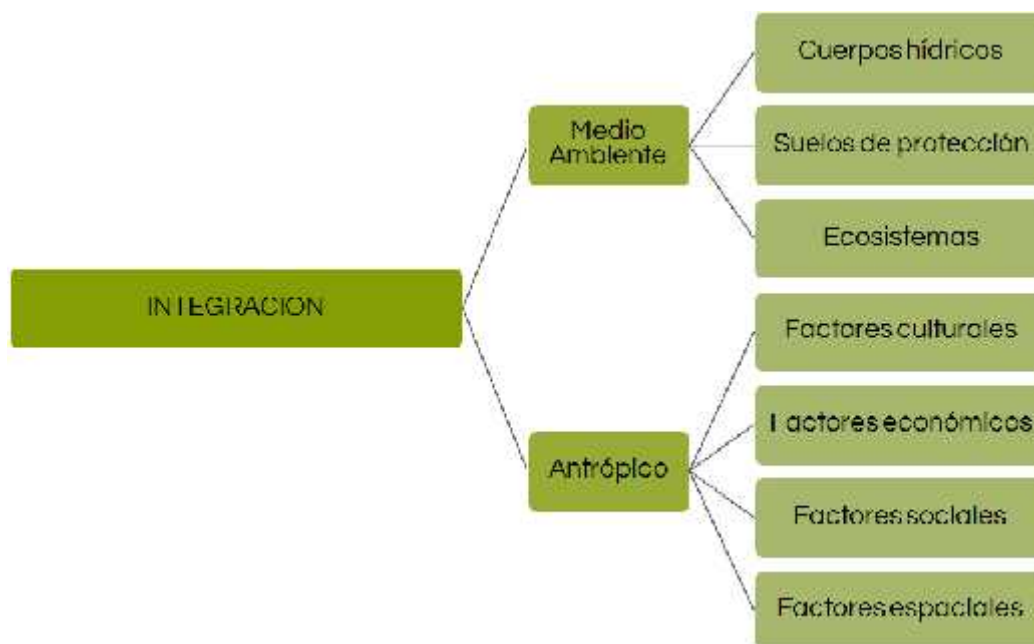 INTEGRACION
Medio
Ambiente
Cuerpos hídricos
Suelos de protección
Ecosistemas
Antrópico
Factores culturales
Factores económicos
Factores sociales
Factores espaciales